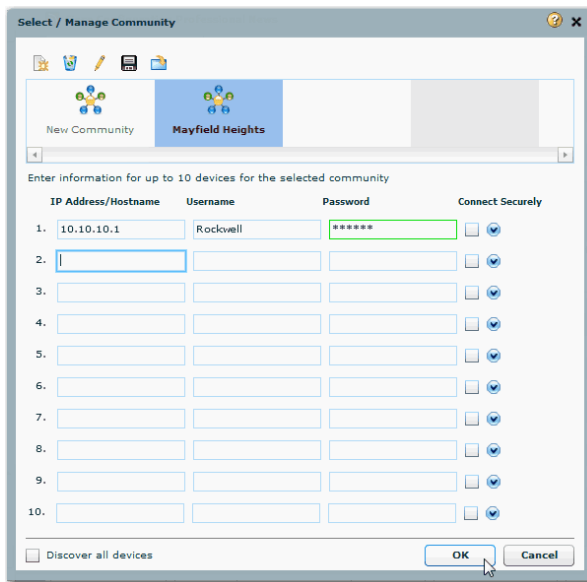 Select / Manage Community
New Community Mayfield Heights
Enter information for up to 10 devices for the selected community
IP Address/Hostname Username Password Connect Securely
1. 10.10.10.1 Rockwell ******
2.
3.
4.
5.
6.
7.
8.
9.
10.
Discover all devices OK Cancel